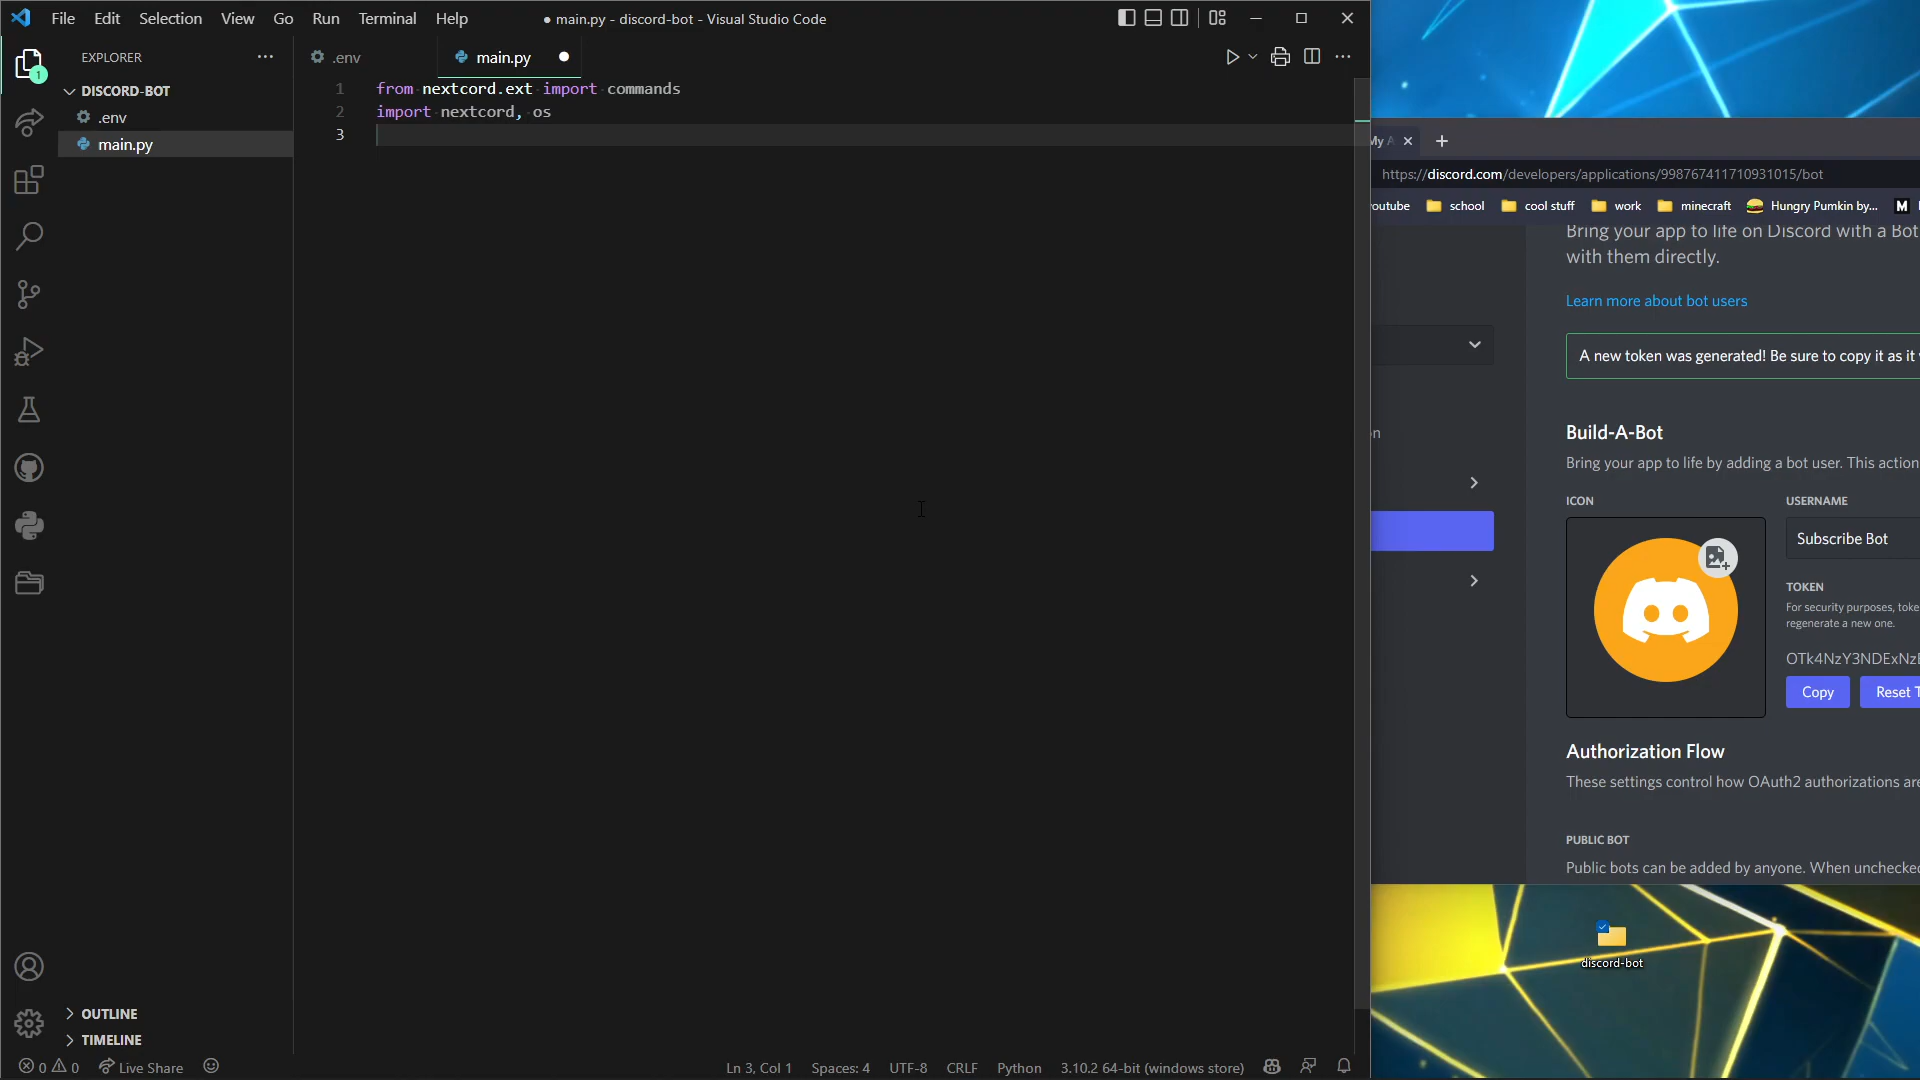 File Edit Selection View Go Run Terminal Help
● main.py - discord-bot - Visual Studio Code
EXPLORER
DISCORD-BOT
.env
main.py
1
.env
main.py
1 from nextcord.ext import commands
2 import nextcord, os
3
OUTLINE
TIMELINE
0 0 Live Share
Ln 3, Col 1 Spaces: 4 UTF-8 CRLF Python 3.10.2 64-bit (windows store)
My A
https://discord.com/developers/applications/998767411710931015/bot
outube school cool stuff work minecraft Hungry Pumkin by... M
Bring your app to life on Discord with a Bot
with them directly.
Learn more about bot users
A new token was generated! Be sure to copy it as it
Build-A-Bot
Bring your app to life by adding a bot user. This action
ICON
USERNAME
Subscribe Bot
TOKEN
For security purposes, toke
regenerate a new one.
OTk4NzY3NDExNz
Copy Reset T
Authorization Flow
These settings control how OAuth2 authorizations are
PUBLIC BOT
Public bots can be added by anyone. When unchecked
on
discord-bot